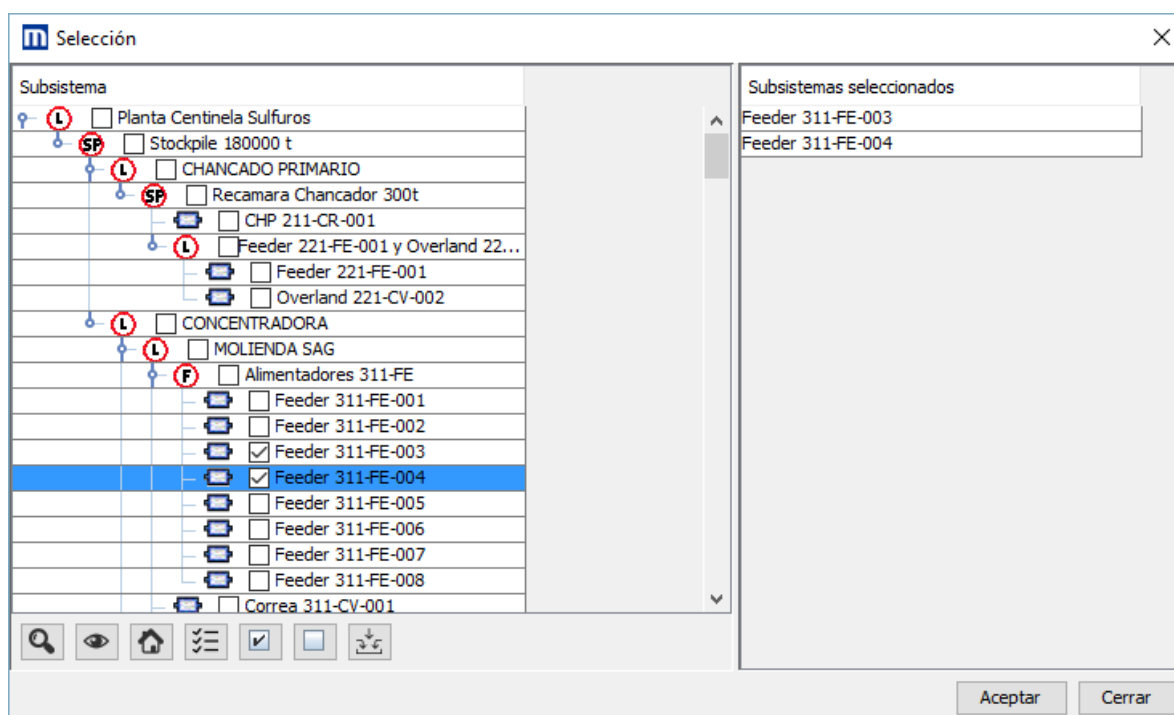 m Selección
Subsistema
L Planta Centinela Sulfuros
SP Stockpile 180000 t
L CHANCADO PRIMARIO
SP Recamara Chancador 300t
CHP 211-CR-001
L Feeder 221-FE-001 y Overland 22...
Feeder 221-FE-001
Overland 221-CV-002
L CONCENTRADORA
L MOLIENDA SAG
F Alimentadores 311-FE
Feeder 311-FE-001
Feeder 311-FE-002
Feeder 311-FE-003
Feeder 311-FE-004
Feeder 311-FE-005
Feeder 311-FE-006
Feeder 311-FE-007
Feeder 311-FE-008
Correa 311-CV-001
Subsistemas seleccionados
Feeder 311-FE-003
Feeder 311-FE-004
Aceptar Cerrar